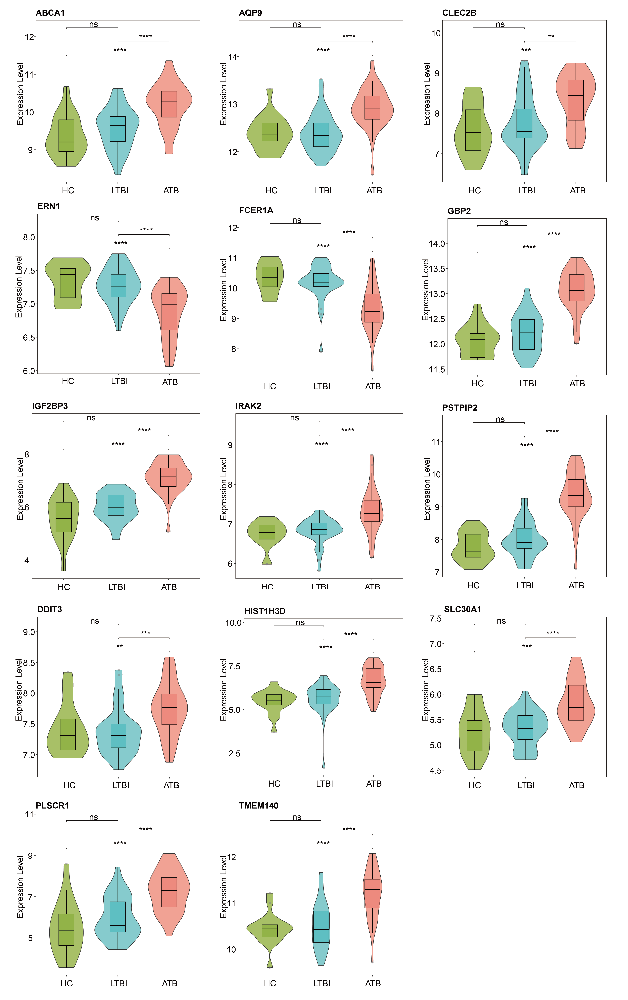 ABCA1
ns
****
****
12
11
10
9
Expression Level
HC LTBI ATB
AQP9
ns
****
****
14
13
12
Expression Level
HC LTBI ATB
CLEC2B
ns
**
***
10
9
8
7
Expression Level
HC LTBI ATB
ERN1
ns
****
****
8.0
7.5
7.0
6.5
6.0
Expression Level
HC LTBI ATB
FCER1A
ns
****
****
12
11
10
9
8
Expression Level
HC LTBI ATB
GBP2
ns
****
****
14.0
13.5
13.0
12.5
12.0
11.5
Expression Level
HC LTBI ATB
IGF2BP3
ns
****
****
8
6
4
Expression Level
HC LTBI ATB
IRAK2
ns
****
****
9
8
7
6
Expression Level
HC LTBI ATB
PSTPIP2
ns
****
****
11
10
9
8
7
Expression Level
HC LTBI ATB
DDIT3
ns
***
**
9.0
8.5
8.0
7.5
7.0
Expression Level
HC LTBI ATB
HIST1H3D
ns
****
****
10.0
7.5
5.0
2.5
Expression Level
HC LTBI ATB
SLC30A1
ns
****
***
7.5
7.0
6.5
6.0
5.5
5.0
4.5
Expression Level
HC LTBI ATB
PLSCR1
ns
****
****
11
9
7
5
Expression Level
HC LTBI ATB
TMEM140
ns
****
****
12
11
10
Expression Level
HC LTBI ATB